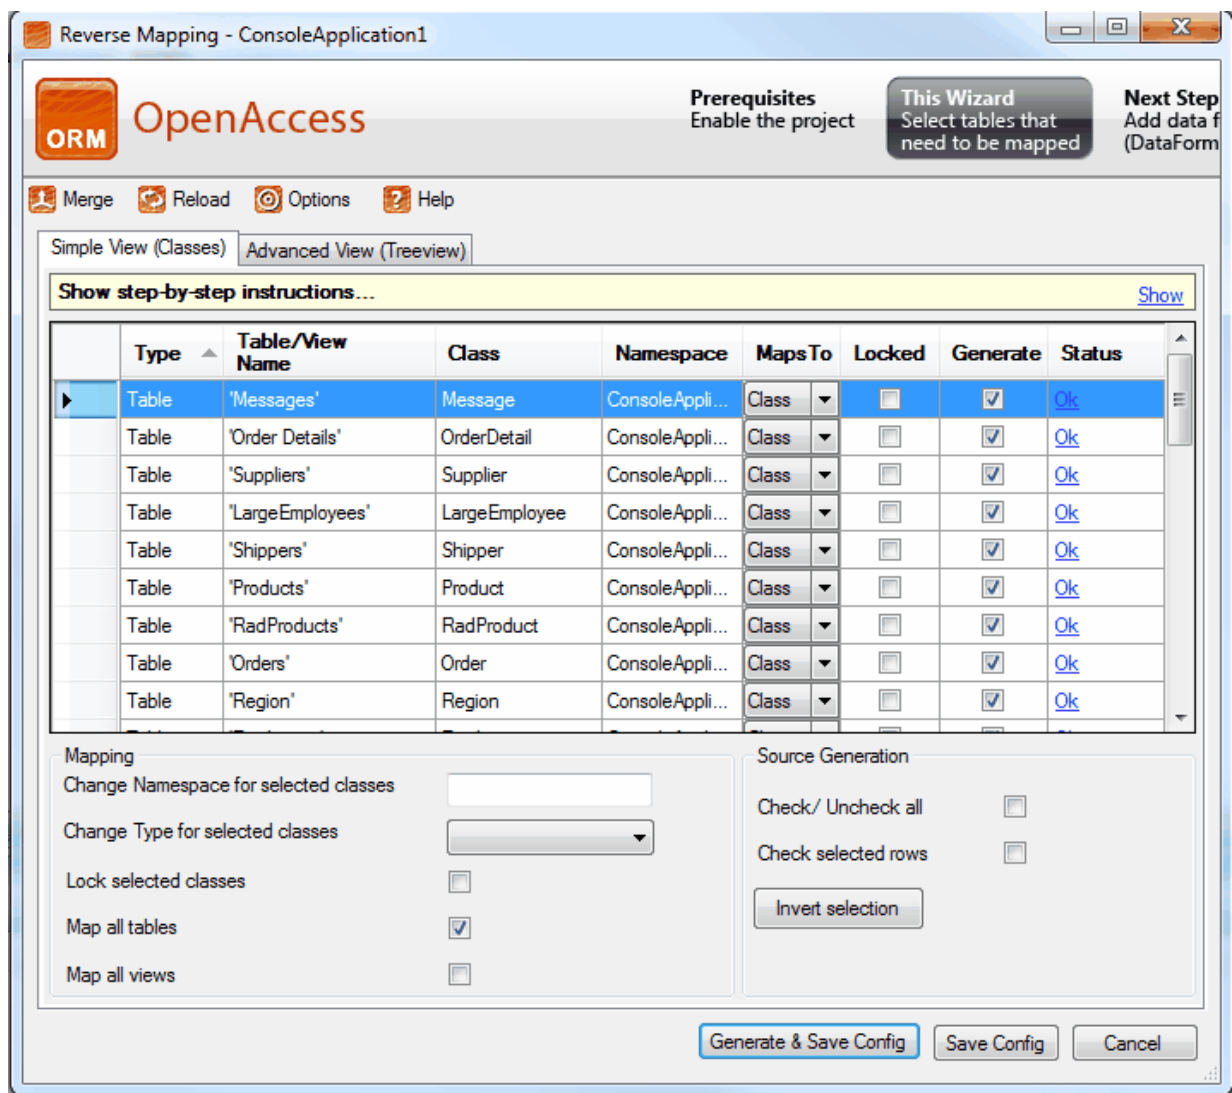 Reverse Mapping - ConsoleApplication1
ORM
OpenAccess
Prerequisites
Enable the project
This Wizard
Select tables that
need to be mapped
Next Step
Add data f
(DataForm
Merge Reload Options Help
Simple View (Classes) Advanced View (Treeview)
Show step-by-step instructions... Show
Type Table/View Name Class Namespace MapsTo Locked Generate Status
Table 'Messages' Message ConsoleAppli... Class Ok
Table 'Order Details' OrderDetail ConsoleAppli... Class Ok
Table 'Suppliers' Supplier ConsoleAppli... Class Ok
Table 'LargeEmployees' LargeEmployee ConsoleAppli... Class Ok
Table 'Shippers' Shipper ConsoleAppli... Class Ok
Table 'Products' Product ConsoleAppli... Class Ok
Table 'RadProducts' RadProduct ConsoleAppli... Class Ok
Table 'Orders' Order ConsoleAppli... Class Ok
Table 'Region' Region ConsoleAppli... Class Ok
Mapping
Change Namespace for selected classes
Change Type for selected classes
Lock selected classes
Map all tables
Map all views
Source Generation
Check/ Uncheck all
Check selected rows
Invert selection
Generate & Save Config Save Config Cancel